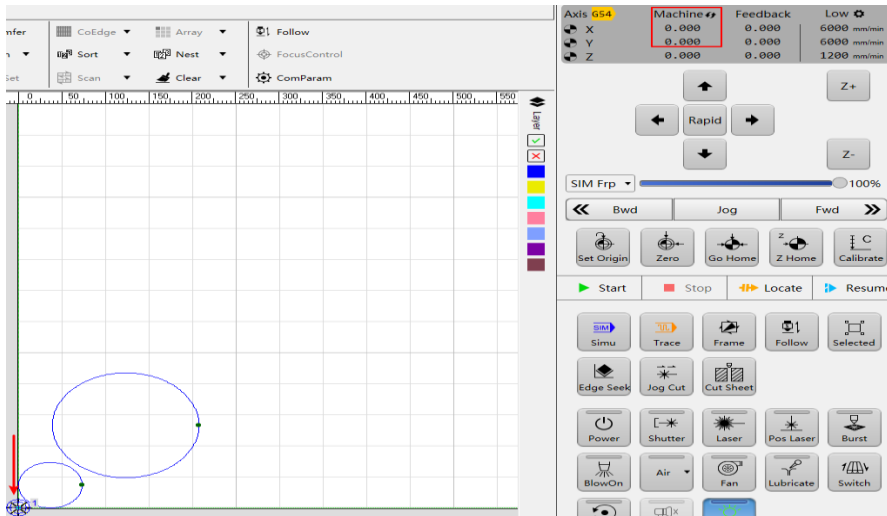 nfer CoEdge Array Follow
Sort Nest FocusControl
Set Scan Clear ComParam
0 50 100 150 200 250 300 350 400 450 500 550
Layer
1
Axis G54 Machine Feedback Low
X 0.000 0.000 6000 mm/min
Y 0.000 0.000 6000 mm/min
Z 0.000 0.000 1200 mm/min
Z+
Rapid
Z-
SIM Frp 100%
Bwd Jog Fwd
Set Origin Zero Go Home Z Home Calibrate
Start Stop Locate Resume
SIM
Simu Trace Frame Follow Selected
Edge Seek Jog Cut Cut Sheet
Power Shutter Laser Pos Laser Burst
BlowOn Air Fan Lubricate Switch